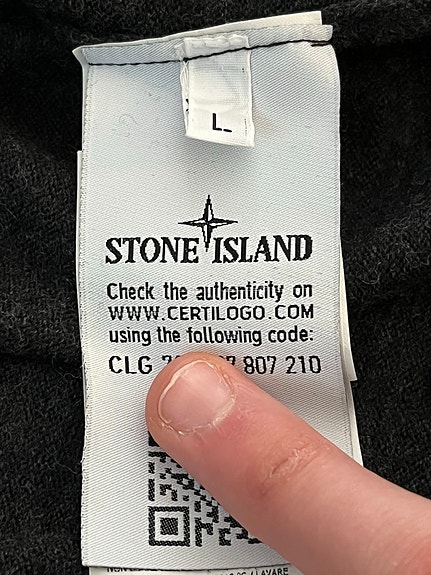 L
STONE ISLAND
Check the authenticity on
WWW.CERTILOGO.COM
using the following code:
CLG 807 210